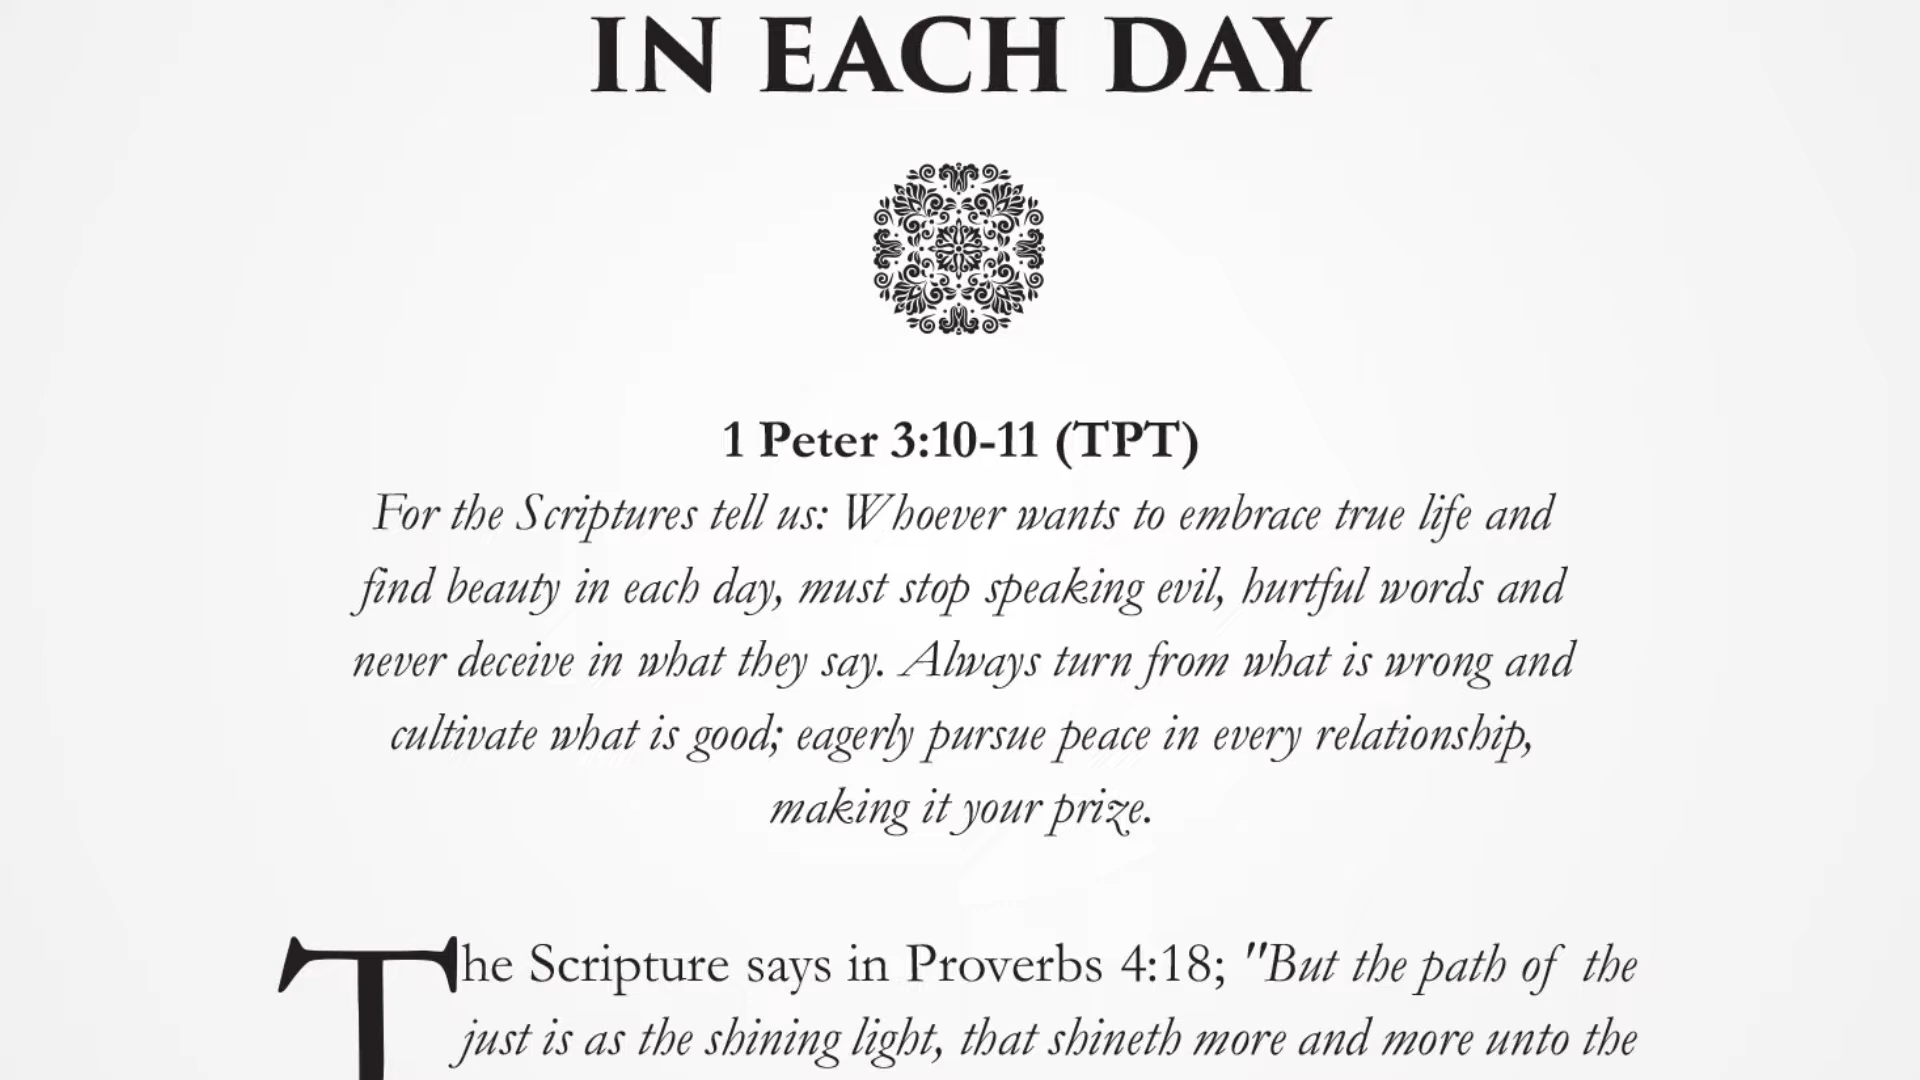 IN EACH DAY
1 Peter 3:10-11 (TPT)
For the Scriptures tell us: Whoever wants to embrace true life and
find beauty in each day, must stop speaking evil, hurtful words and
never deceive in what they say. Always turn from what is wrong and
cultivate what is good; eagerly pursue peace in every relationship,
making it your prize.
The Scripture says in Proverbs 4:18; "But the path of the
just is as the shining light, that shineth more and more unto the